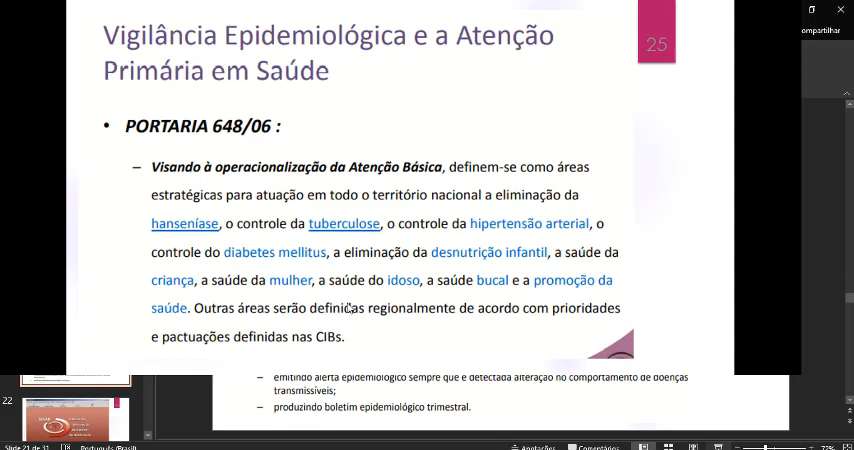 Vigilância Epidemiológica e a Atenção
Primária em Saúde
25
ompartilhar
• PORTARIA 648/06 :
– Visando à operacionalização da Atenção Básica, definem-se como áreas
estratégicas para atuação em todo o território nacional a eliminação da
hanseníase, o controle da tuberculose, o controle da hipertensão arterial, o
controle do diabetes mellitus, a eliminação da desnutrição infantil, a saúde da
criança, a saúde da mulher, a saúde do idoso, a saúde bucal e a promoção da
saúde. Outras áreas serão definidas regionalmente de acordo com prioridades
e pactuações definidas nas CIBs.
– emitindo alerta epidemiológico sempre que é detectada alteração no comportamento de doenças
transmissíveis;
– produzindo boletim epidemiológico trimestral.
22
Slide 21 de 31
Português (Brasil)
Anotações
Comentários
72%